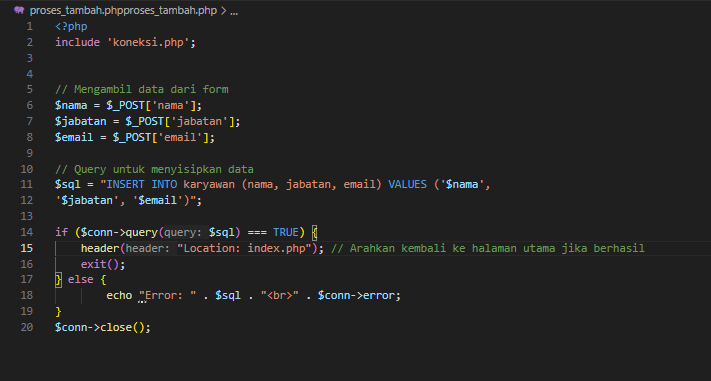 proses_tambah.phpproses_tambah.php > ...
1 <?php
2 include 'koneksi.php';
3
4
5 // Mengambil data dari form
6 $nama = $_POST['nama'];
7 $jabatan = $_POST['jabatan'];
8 $email = $_POST['email'];
9
10 // Query untuk menyisipkan data
11 $sql = "INSERT INTO karyawan (nama, jabatan, email) VALUES ('$nama',
12 '$jabatan', '$email')";
13
14 if ($conn->query(query: $sql) === TRUE) {
15     header(header: "Location: index.php"); // Arahkan kembali ke halaman utama jika berhasil
16     exit();
17 } else {
18         echo "Error: " . $sql . "<br>" . $conn->error;
19 }
20 $conn->close();